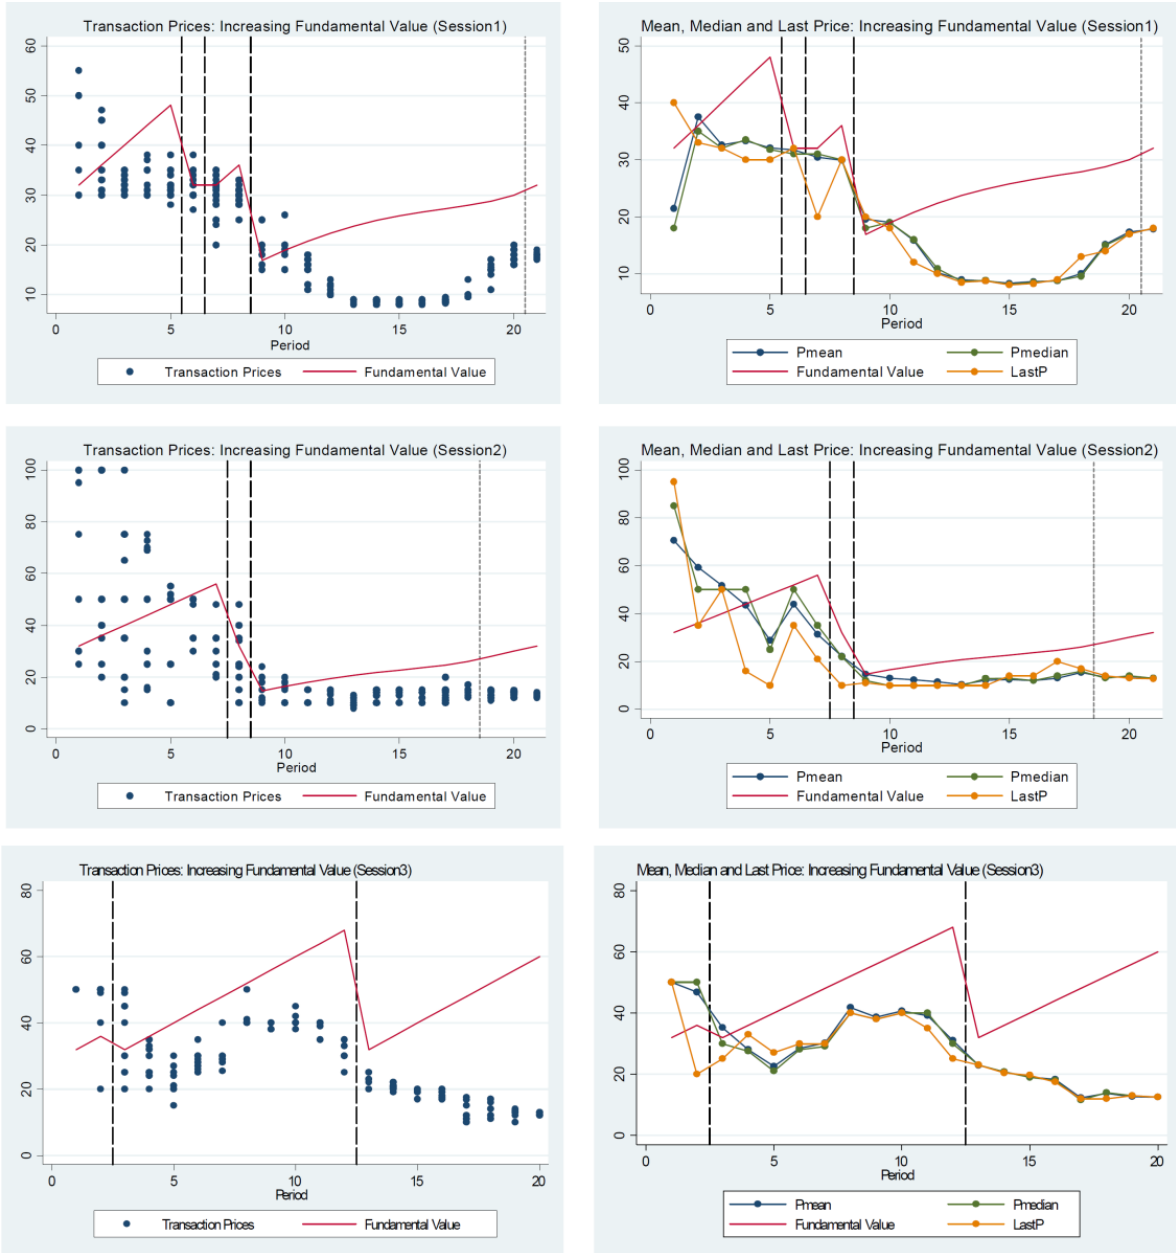 Transaction Prices: Increasing Fundamental Value (Session1)
60
50
40
30
20
10
0
5
10
15
20
Period
Transaction Prices
Fundamental Value
Mean, Median and Last Price: Increasing Fundamental Value (Session1)
50
40
30
20
10
0
5
10
15
20
Period
Pmean
Pmedian
Fundamental Value
LastP
Transaction Prices: Increasing Fundamental Value (Session2)
100
80
60
40
20
0
0
5
10
15
20
Period
Transaction Prices
Fundamental Value
Mean, Median and Last Price: Increasing Fundamental Value (Session2)
100
80
60
40
20
0
0
5
10
15
20
Period
Pmean
Pmedian
Fundamental Value
LastP
Transaction Prices: Increasing Fundamental Value (Session3)
80
60
40
20
0
0
5
10
15
20
Period
Transaction Prices
Fundamental Value
Mean, Median and Last Price: Increasing Fundamental Value (Session3)
80
60
40
20
0
0
5
10
15
20
Period
Pmean
Pmedian
Fundamental Value
LastP